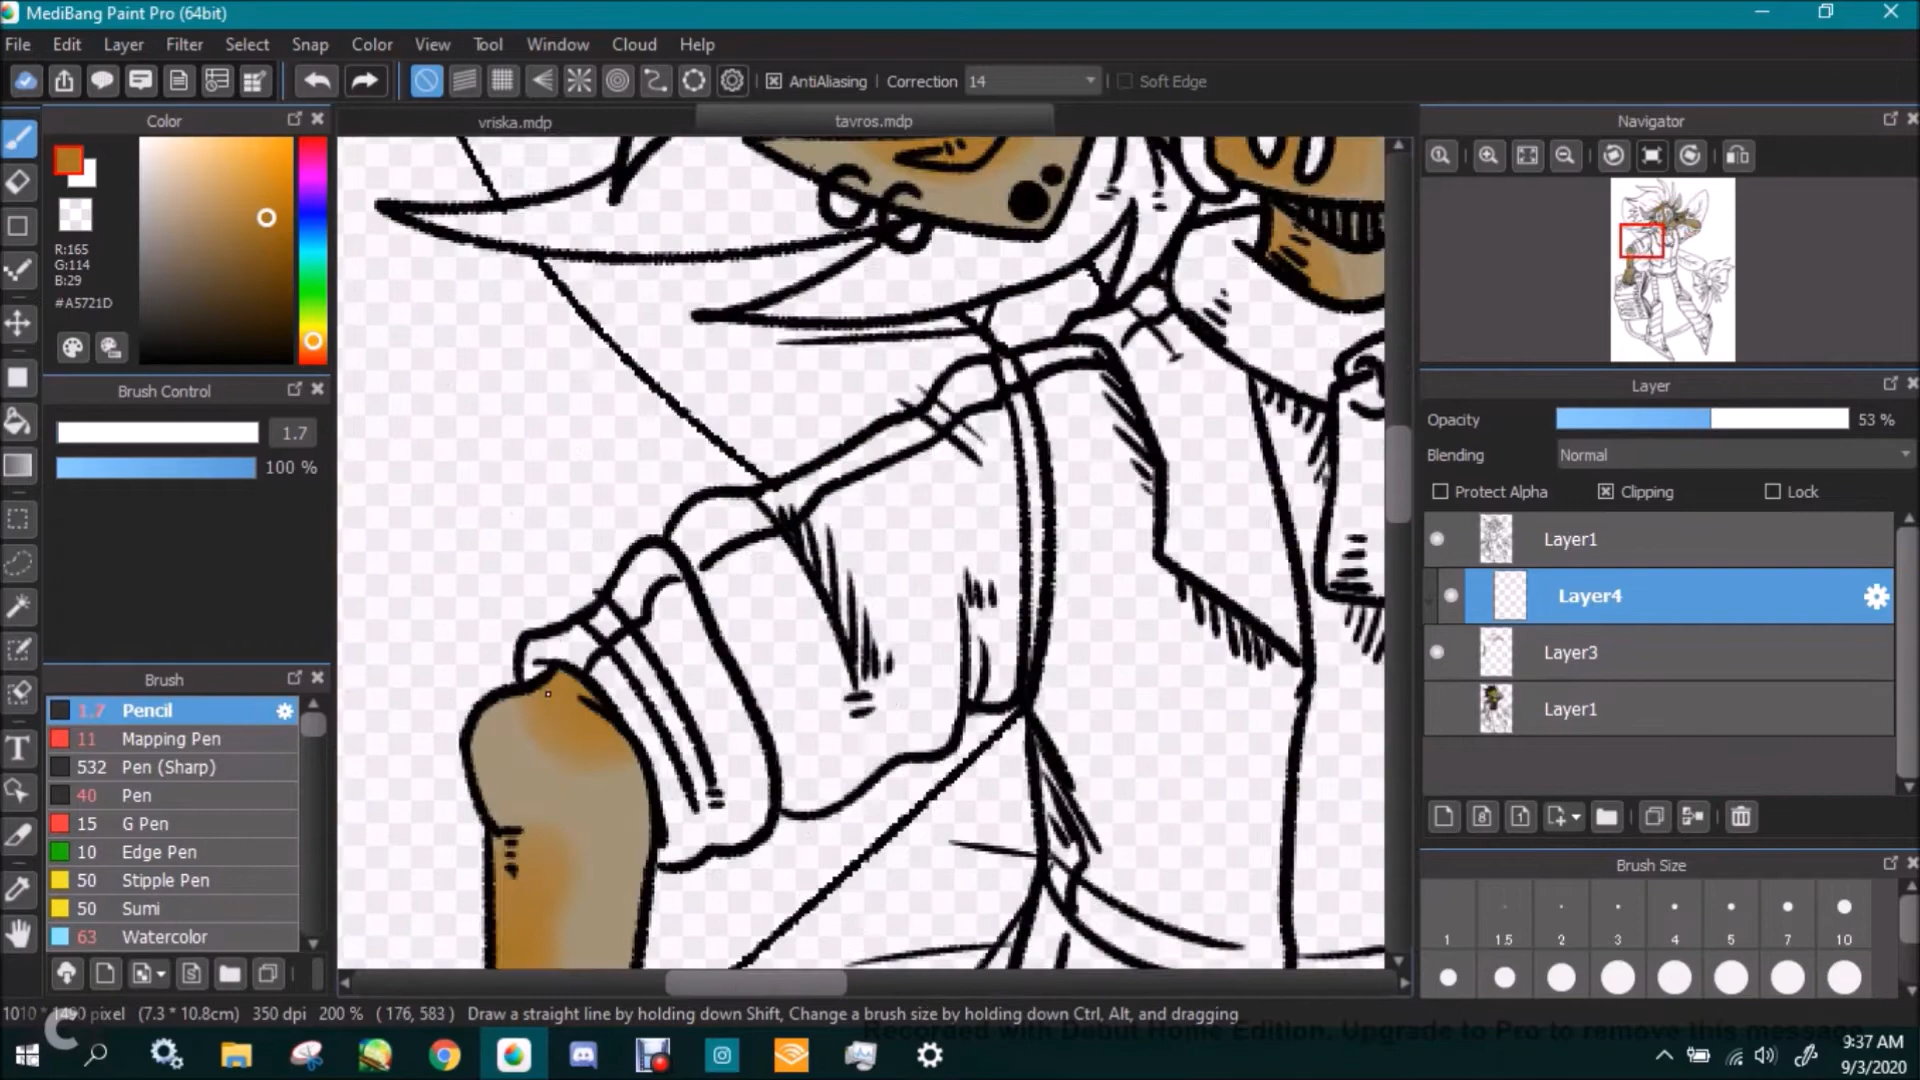 MediBang Paint Pro (64bit)
File Edit Layer Filter Select Snap Color View Tool Window Cloud Help
AntiAliasing Correction 14 Soft Edge
Color
vriska.mdp
tavros.mdp
Navigator
R:165
G:114
B:29
#A5721D
Brush Control
1.7
100 %
Layer
Opacity 53 %
Blending Normal
Protect Alpha Clipping Lock
Layer1
Layer4
Layer3
Layer1
Brush
1.7 Pencil
11 Mapping Pen
532 Pen (Sharp)
40 Pen
15 G Pen
10 Edge Pen
50 Stipple Pen
50 Sumi
63 Watercolor
Brush Size
1 1.5 2 3 4 5 7 10
1010 * 1490 pixel (7.3 * 10.8cm) 350 dpi 200 % ( 176, 583 ) Draw a straight line by holding down Shift, Change a brush size by holding down Ctrl, Alt, and dragging
Recorded with Debut Home Edition. Upgrade to Pro to remove this message
9:37 AM
9/3/2020